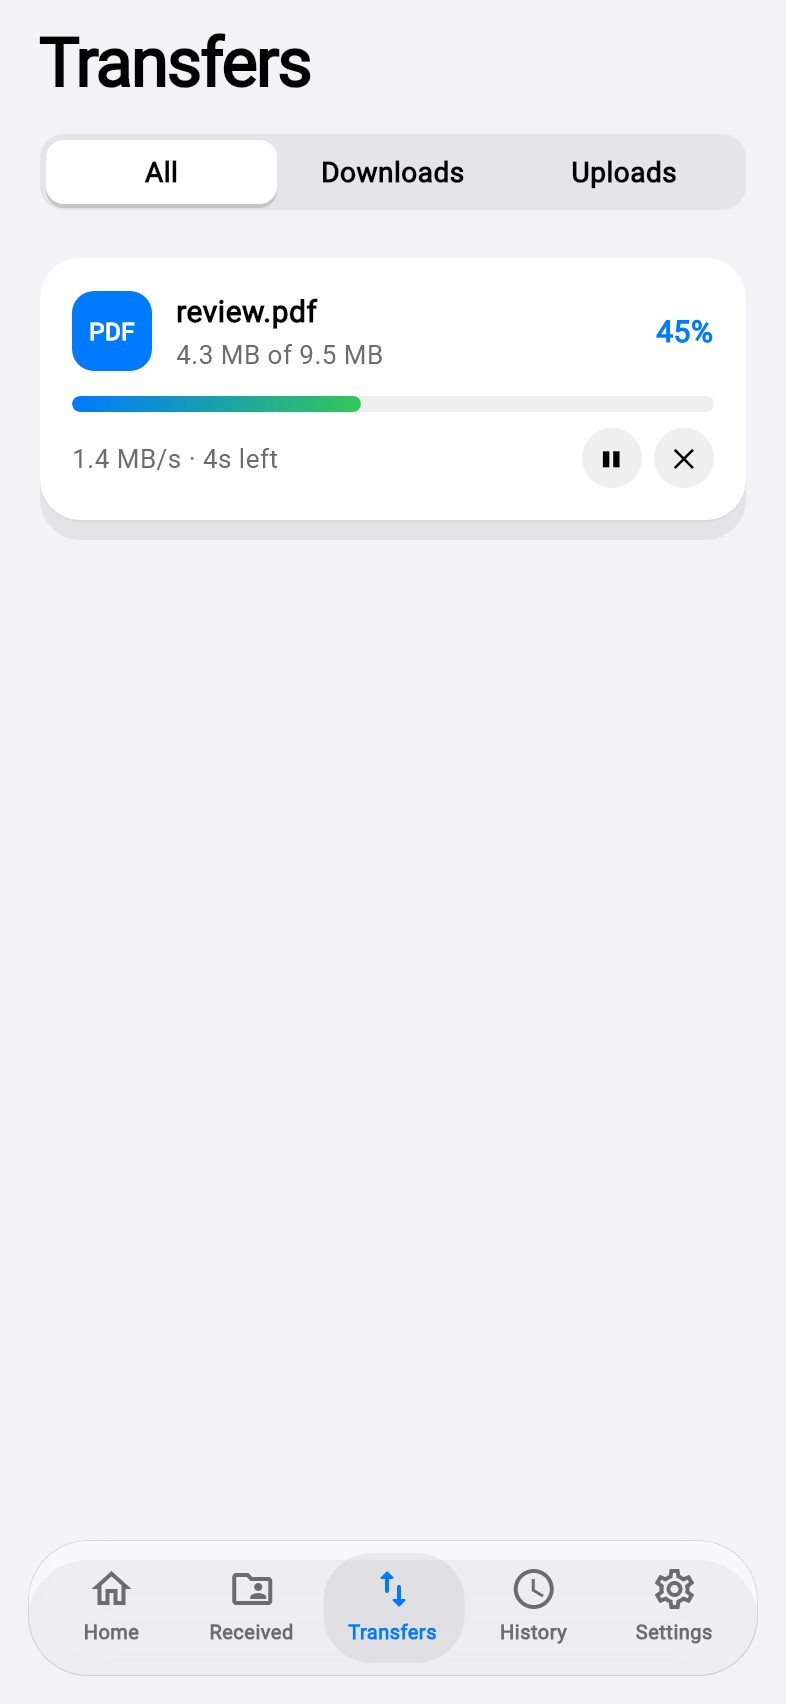 Transfers
All
Downloads
Uploads
PDF
review.pdf
4.3 MB of 9.5 MB
45%
1.4 MB/s · 4s left
Home
Received
Transfers
History
Settings